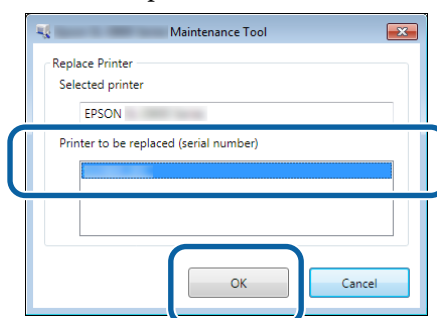 Maintenance Tool
Replace Printer
Selected printer
EPSON
Printer to be replaced (serial number)
OK
Cancel